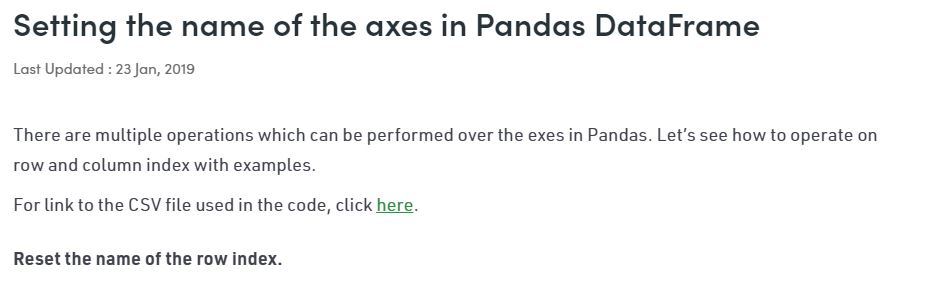 Setting the name of the axes in Pandas DataFrame
Last Updated : 23 Jan, 2019
There are multiple operations which can be performed over the exes in Pandas. Let’s see how to operate on
row and column index with examples.
For link to the CSV file used in the code, click here.
Reset the name of the row index.